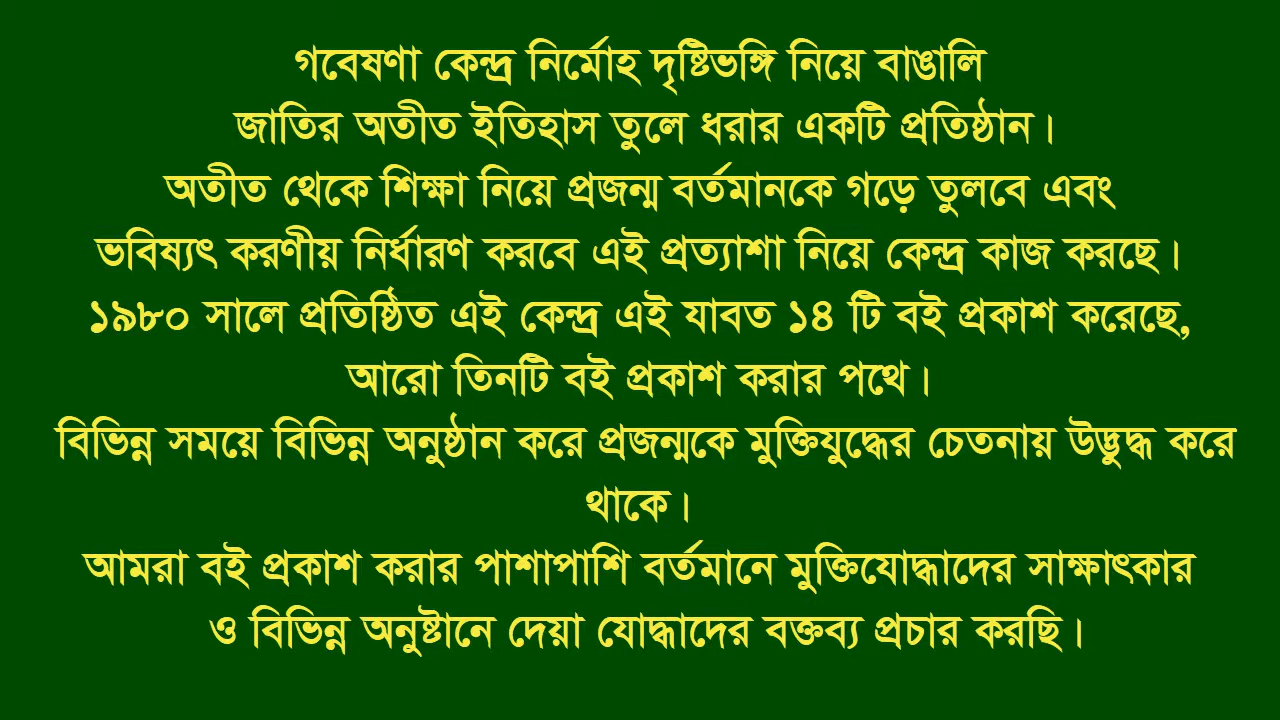 গবেষণা কেন্দ্র নির্মোহ দৃষ্টিভঙ্গি নিয়ে বাঙালি
জাতির অতীত ইতিহাস তুলে ধরার একটি প্রতিষ্ঠান।
অতীত থেকে শিক্ষা নিয়ে প্রজন্ম বর্তমানকে গড়ে তুলবে এবং
ভবিষ্যৎ করণীয় নির্ধারণ করবে এই প্রত্যাশা নিয়ে কেন্দ্র কাজ করছে।
১৯৮০ সালে প্রতিষ্ঠিত এই কেন্দ্র এই যাবত ১৪ টি বই প্রকাশ করেছে,
আরো তিনটি বই প্রকাশ করার পথে।
বিভিন্ন সময়ে বিভিন্ন অনুষ্ঠান করে প্রজন্মকে মুক্তিযুদ্ধের চেতনায় উদ্ভুদ্ধ করে
থাকে।
আমরা বই প্রকাশ করার পাশাপাশি বর্তমানে মুক্তিযোদ্ধাদের সাক্ষাৎকার
ও বিভিন্ন অনুষ্টানে দেয়া যোদ্ধাদের বক্তব্য প্রচার করছি।